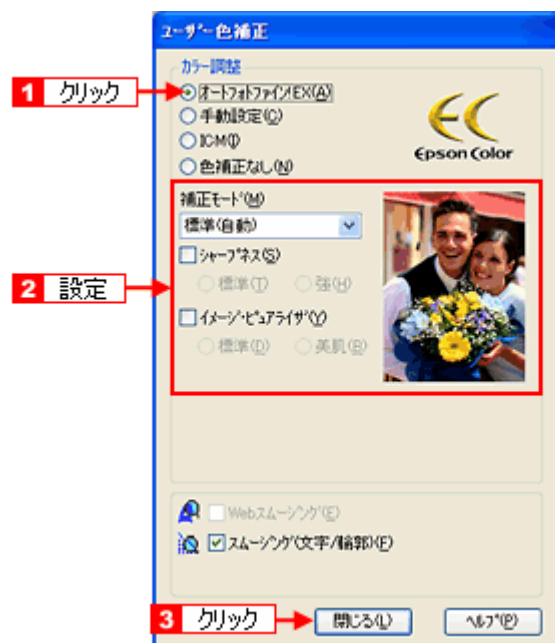 ユーザー色補正
カラー調整
1 クリック
オートフォトファイン!EX(A)
手動設定(C)
ICM(I)
色補正なし(N)
Epson Color
補正モード(M)
標準(自動)
シャープネス(S)
標準(T) 強(H)
2 設定
イメージ・ピュアライザ(Y)
標準(D) 美肌(B)
Webスムージング(E)
スムージング(文字/輪郭)(F)
3 クリック
閉じる(L) ヘルプ(P)